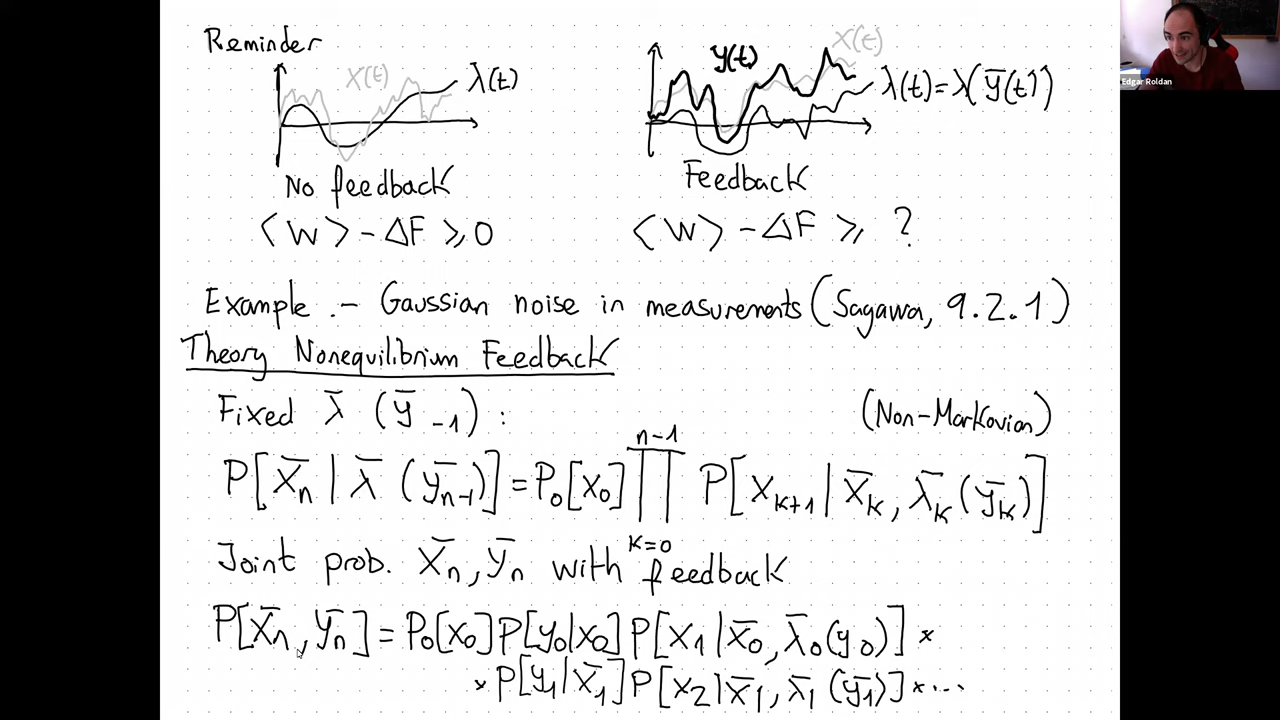 Reminder
X(t) λ(t)
y(t) X(t) λ(t)=λ(ȳ(t))
Edgar Roldan
No feedback
Feedback
<W> - ΔF ≥ 0
<W> - ΔF ≥ ?
Example .- Gaussian noise in measurements (Sagawa, 9.2.1)
Theory Nonequilibrium Feedback
Fixed λ̄ (ȳ₋₁) :
(Non-Markovian)
P[X̄ₙ | λ̄ (ȳₙ₋₁)] = P₀[x₀] ∏ₖ₌₀ⁿ⁻¹ P[xₖ₊₁ | X̄ₖ, λ̄ₖ(ȳₖ)]
Joint prob. X̄ₙ, ȳₙ with feedback
P[X̄ₙ, ȳₙ] = P₀[x₀] P[y₀|x₀] P[x₁ | X̄₀, λ̄₀(y₀)] ×
× P[y₁|X̄₁] P[x₂|X̄₁, λ̄₁(ȳ₁)] × ...